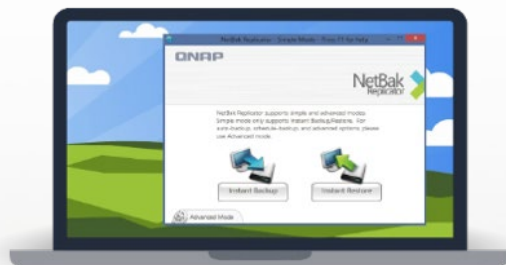 NetBak Replicator - Simple Mode - Press F1 for help
QNAP
NetBak
Replicator
NetBak Replicator supports simple and advanced modes.
Simple mode only supports Instant Backup/Restore. For
auto-backup, schedule-backup, and advanced options, please
use Advanced mode.
Instant Backup
Instant Restore
Advanced Mode